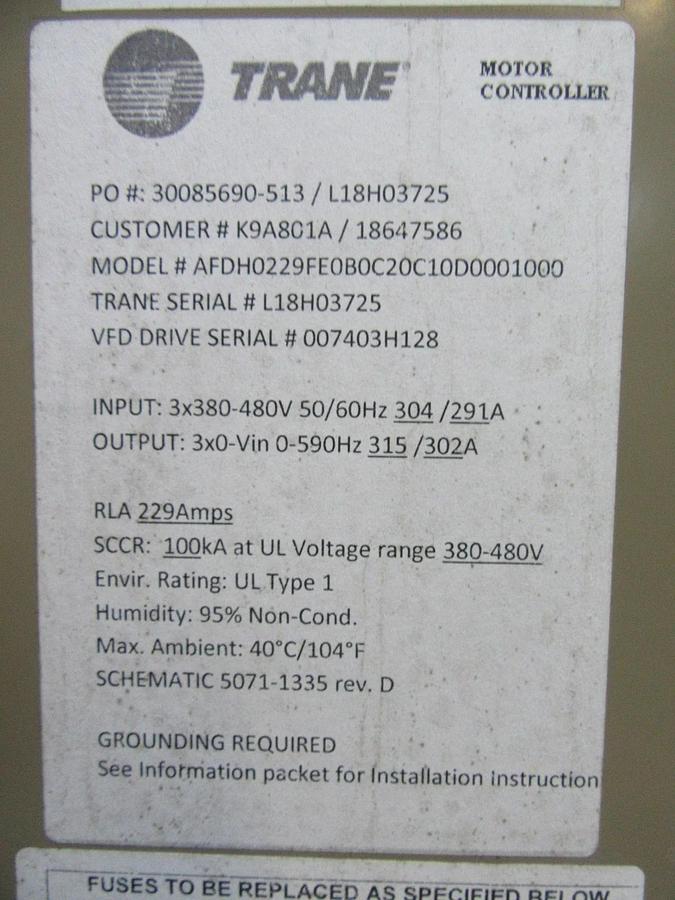 TRANE®
MOTOR
CONTROLLER
PO #: 30085690-513 / L18H03725
CUSTOMER # K9A801A / 18647586
MODEL # AFDH0229FE0B0C20C10D0001000
TRANE SERIAL # L18H03725
VFD DRIVE SERIAL # 007403H128
INPUT: 3x380-480V 50/60Hz 304 /291A
OUTPUT: 3x0-Vin 0-590Hz 315 /302A
RLA 229Amps
SCCR: 100kA at UL Voltage range 380-480V
Envir. Rating: UL Type 1
Humidity: 95% Non-Cond.
Max. Ambient: 40°C/104°F
SCHEMATIC 5071-1335 rev. D
GROUNDING REQUIRED
See Information packet for Installation instruction
FUSES TO BE REPLACED AS SPECIFIED BELOW